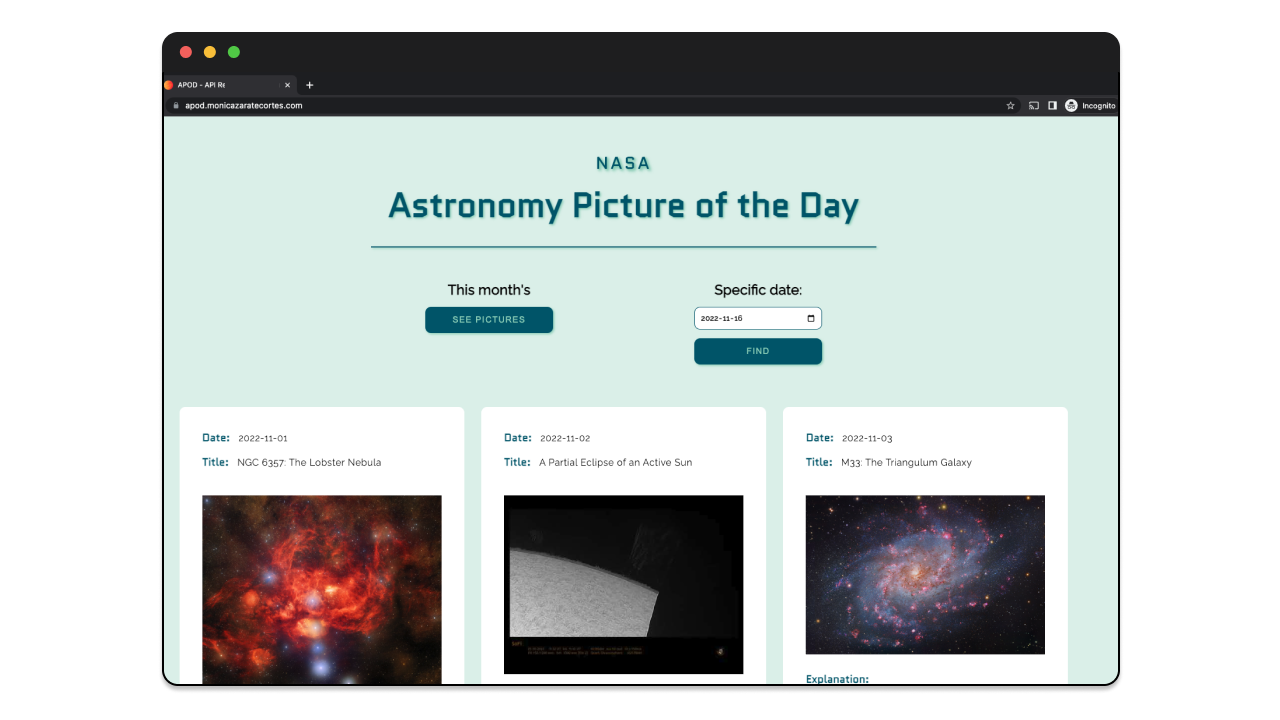 APOD - API Re
apod.monicazaratecortes.com
Incognito
NASA
Astronomy Picture of the Day
This month's
SEE PICTURES
Specific date:
2022-11-16
FIND
Date: 2022-11-01
Title: NGC 6357: The Lobster Nebula
Date: 2022-11-02
Title: A Partial Eclipse of an Active Sun
Date: 2022-11-03
Title: M33: The Triangulum Galaxy
Explanation: